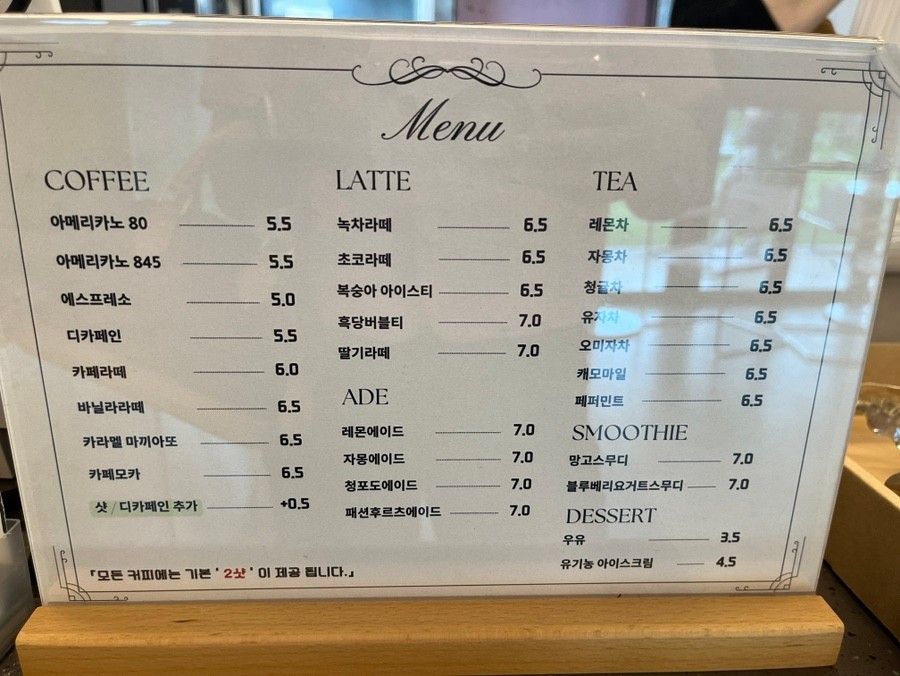 Menu
COFFEE
아메리카노 80 5.5
아메리카노 845 5.5
에스프레소 5.0
디카페인 5.5
카페라떼 6.0
바닐라라떼 6.5
카라멜 마끼아또 6.5
카페모카 6.5
샷 / 디카페인 추가 +0.5
「모든 커피에는 기본 ' 2샷 ' 이 제공 됩니다.」
LATTE
녹차라떼 6.5
초코라떼 6.5
복숭아 아이스티 6.5
흑당버블티 7.0
딸기라떼 7.0
ADE
레몬에이드 7.0
자몽에이드 7.0
청포도에이드 7.0
패션후르츠에이드 7.0
TEA
레몬차 6.5
자몽차 6.5
청귤차 6.5
유자차 6.5
오미자차 6.5
캐모마일 6.5
페퍼민트 6.5
SMOOTHIE
망고스무디 7.0
블루베리요거트스무디 7.0
DESSERT
우유 3.5
유기농 아이스크림 4.5